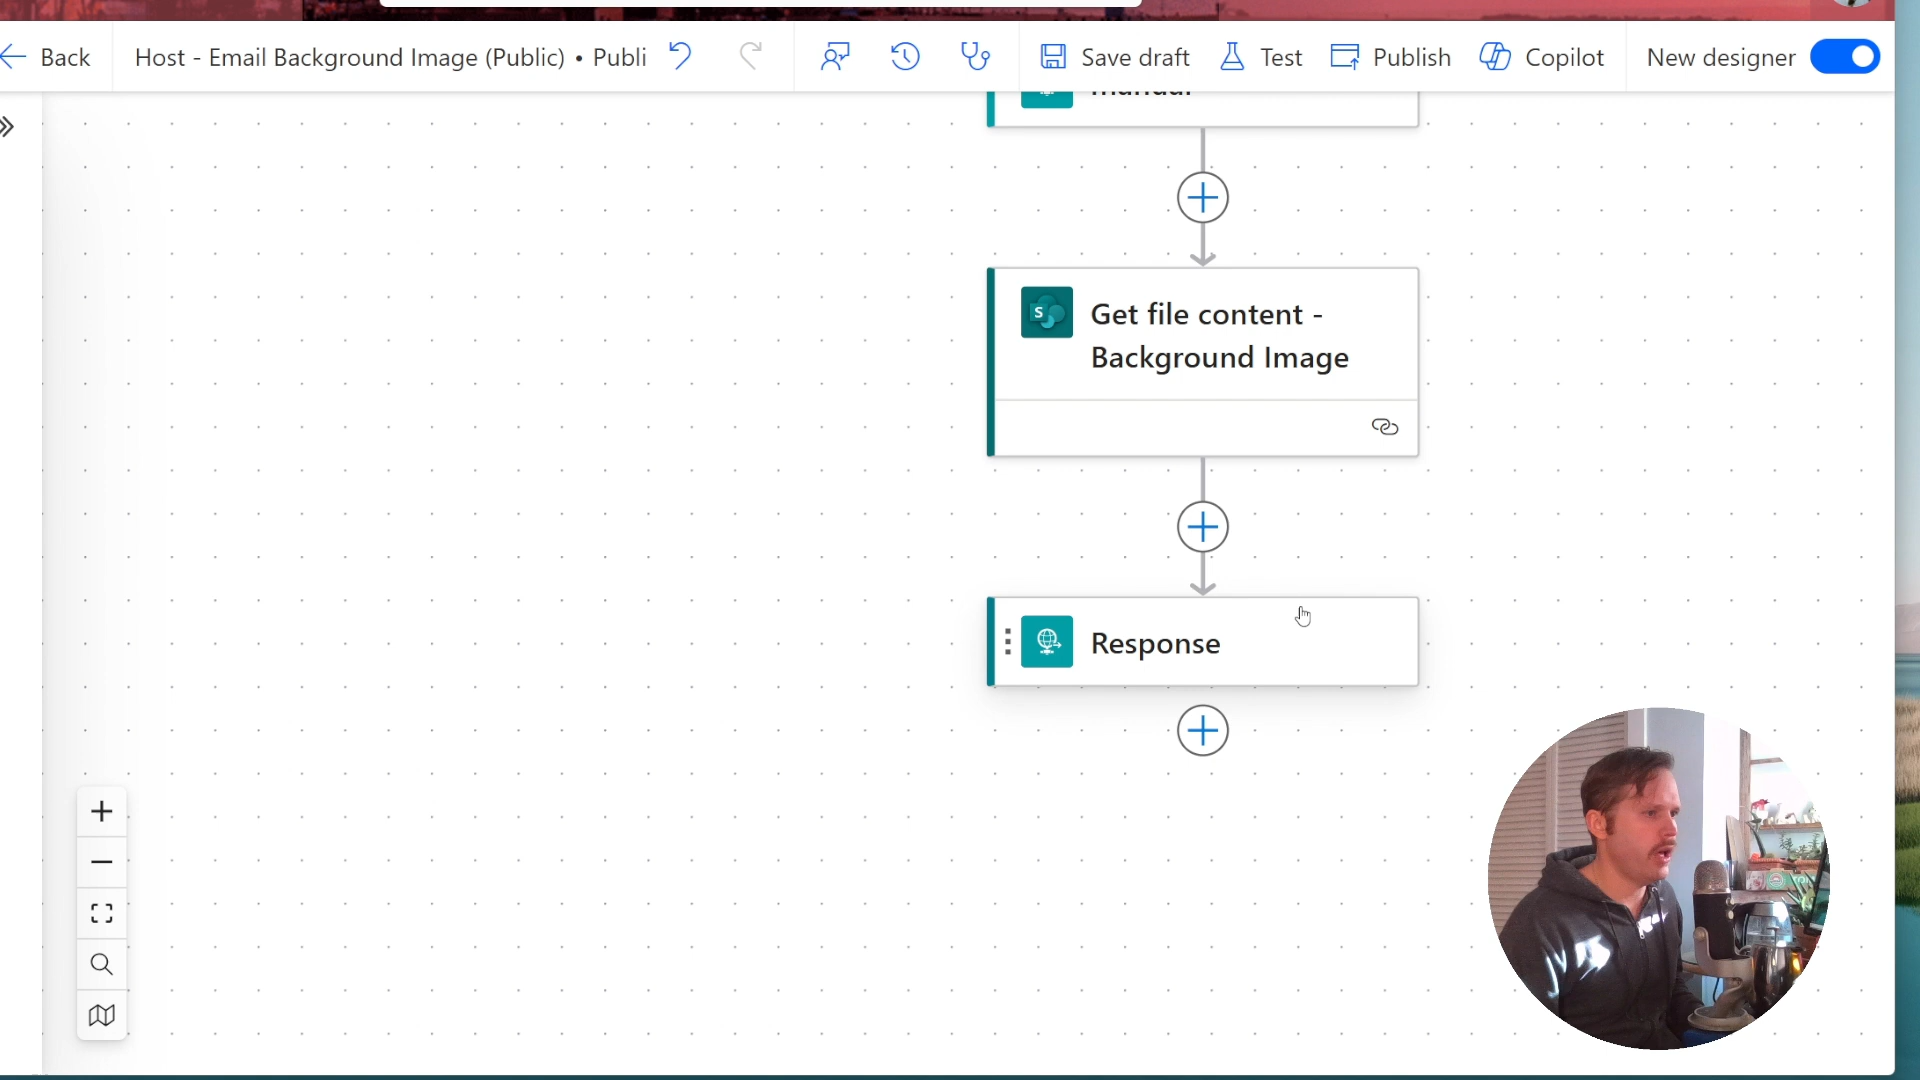 Back
Host - Email Background Image (Public) • Publi
Save draft
Test
Publish
Copilot
New designer
manual
S
Get file content -
Background Image
Response